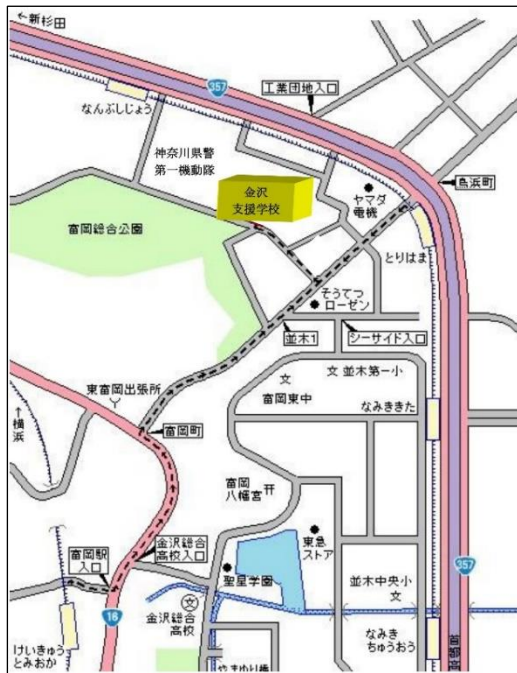 ←新杉田
357
工業団地入口
なんぶしじょう
神奈川県警
第一機動隊
金沢
支援学校
ヤマダ
電機
鳥浜町
富岡総合公園
とりはま
そうてつ
ローゼン
並木1
シーサイド入口
文
文 並木第一小
東富岡出張所
富岡東中
なみききた
←横浜
富岡町
富岡
八幡宮
東急
ストア
富岡駅
入口
金沢総合
高校入口
357
聖星学園
並木中央小
文
16
文
金沢総合
高校
なみき
ちゅうおう
けいきゅう
とみおか
やまゆり橋